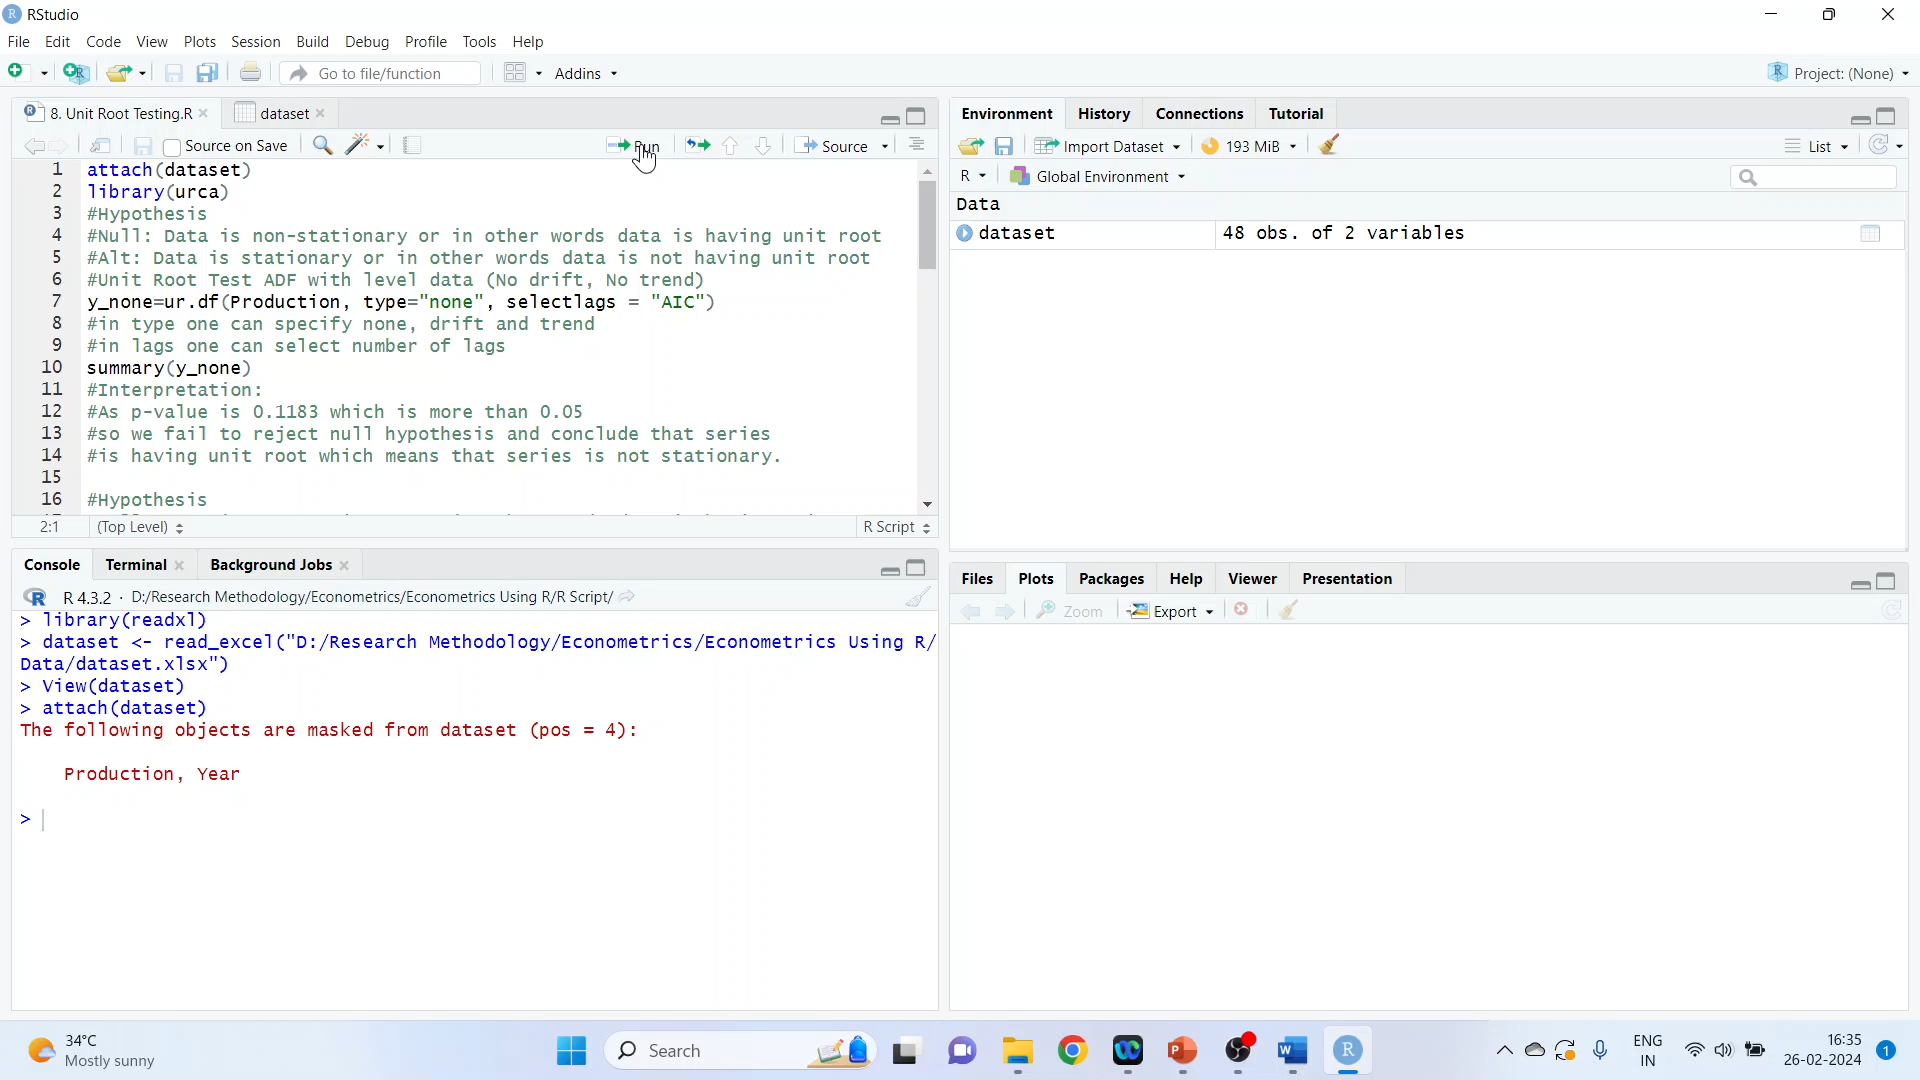 RStudio
File Edit Code View Plots Session Build Debug Profile Tools Help
Go to file/function Addins Project: (None)
8. Unit Root Testing.R dataset
Source on Save Run Source
1 attach(dataset)
2 library(urca)
3 #Hypothesis
4 #Null: Data is non-stationary or in other words data is having unit root
5 #Alt: Data is stationary or in other words data is not having unit root
6 #Unit Root Test ADF with level data (No drift, No trend)
7 y_none=ur.df(Production, type="none", selectlags = "AIC")
8 #in type one can specify none, drift and trend
9 #in lags one can select number of lags
10 summary(y_none)
11 #Interpretation:
12 #As p-value is 0.1183 which is more than 0.05
13 #so we fail to reject null hypothesis and conclude that series
14 #is having unit root which means that series is not stationary.
15
16 #Hypothesis
2:1 (Top Level) R Script
Console Terminal Background Jobs
R 4.3.2 · D:/Research Methodology/Econometrics/Econometrics Using R/R Script/
> library(readxl)
> dataset <- read_excel("D:/Research Methodology/Econometrics/Econometrics Using R/
Data/dataset.xlsx")
> View(dataset)
> attach(dataset)
The following objects are masked from dataset (pos = 4):
Production, Year
>
Environment History Connections Tutorial
Import Dataset 193 MiB List
R Global Environment
Data
dataset 48 obs. of 2 variables
Files Plots Packages Help Viewer Presentation
Zoom Export
34°C
Mostly sunny
Search
ENG
IN
16:35
26-02-2024
1